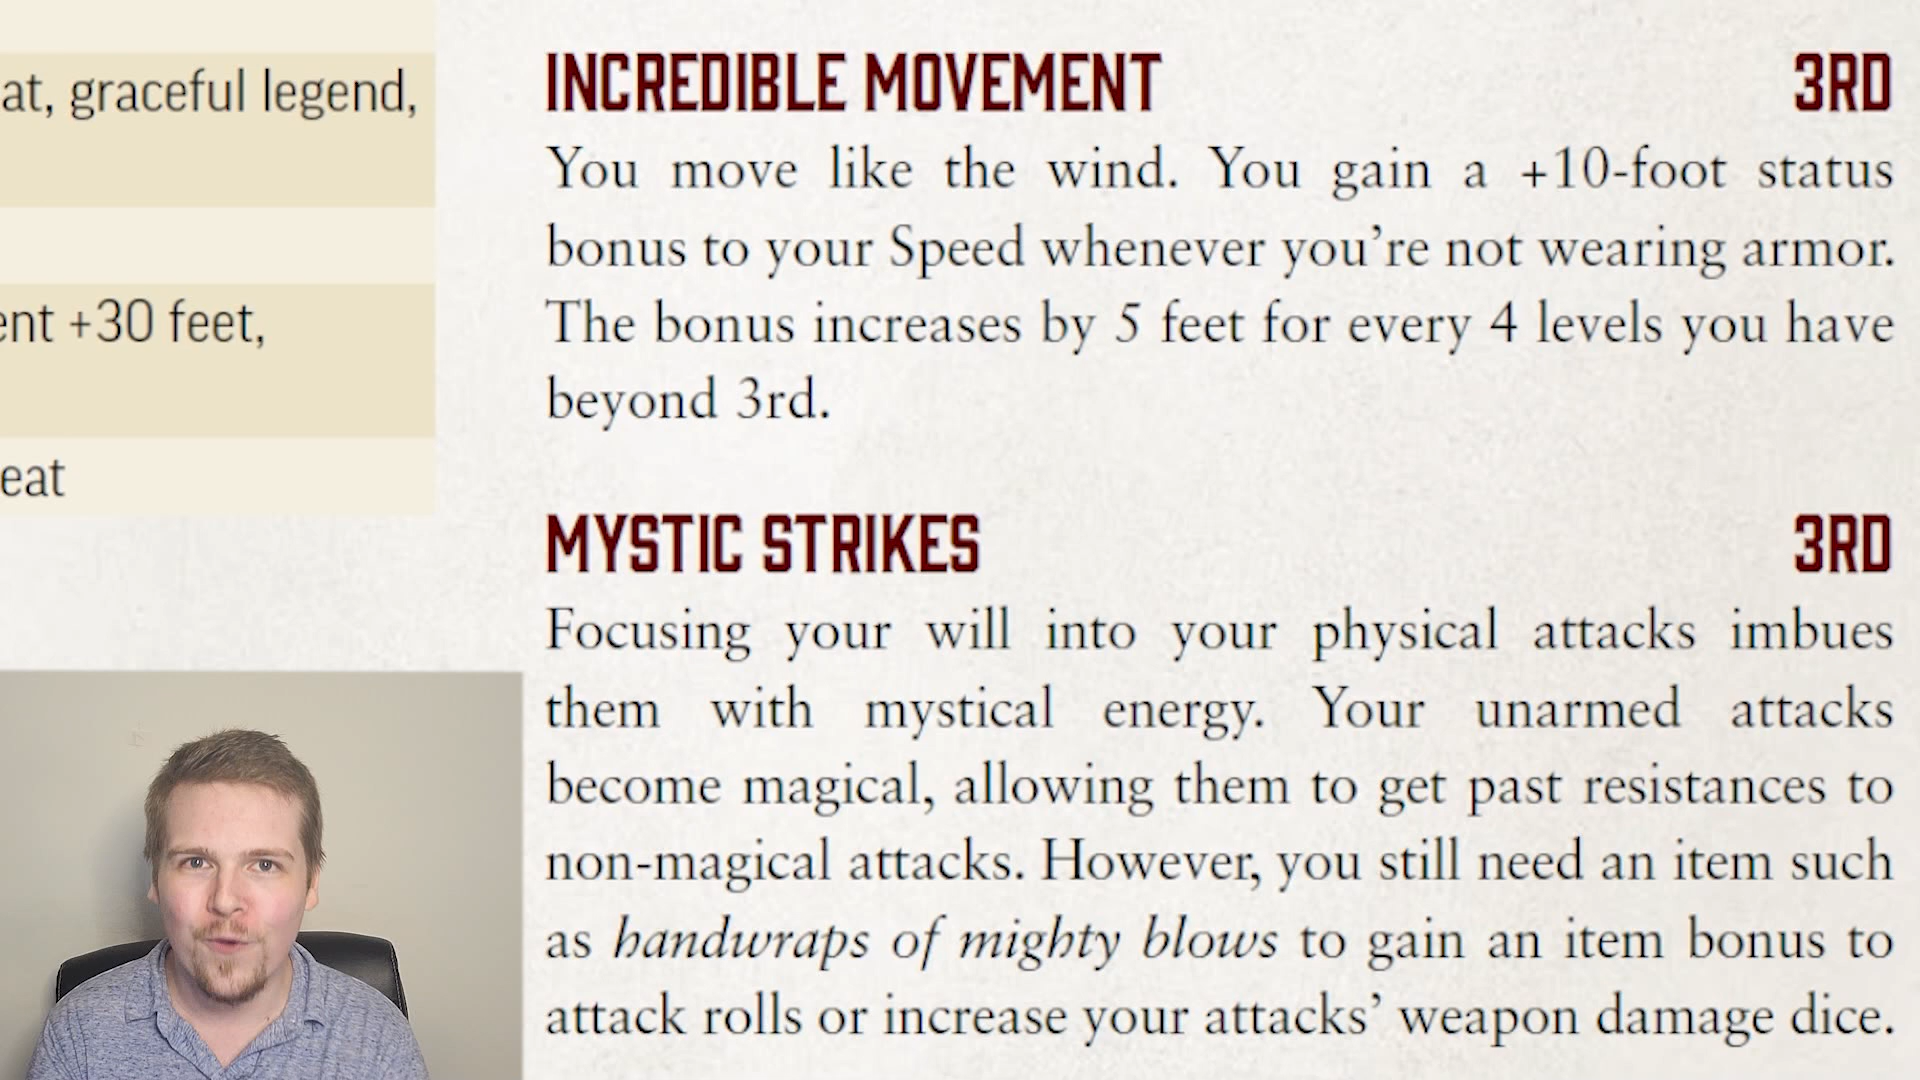 at, graceful legend,
ent +30 feet,
eat
INCREDIBLE MOVEMENT 3RD
You move like the wind. You gain a +10-foot status
bonus to your Speed whenever you're not wearing armor.
The bonus increases by 5 feet for every 4 levels you have
beyond 3rd.
MYSTIC STRIKES 3RD
Focusing your will into your physical attacks imbues
them with mystical energy. Your unarmed attacks
become magical, allowing them to get past resistances to
non-magical attacks. However, you still need an item such
as handwraps of mighty blows to gain an item bonus to
attack rolls or increase your attacks' weapon damage dice.